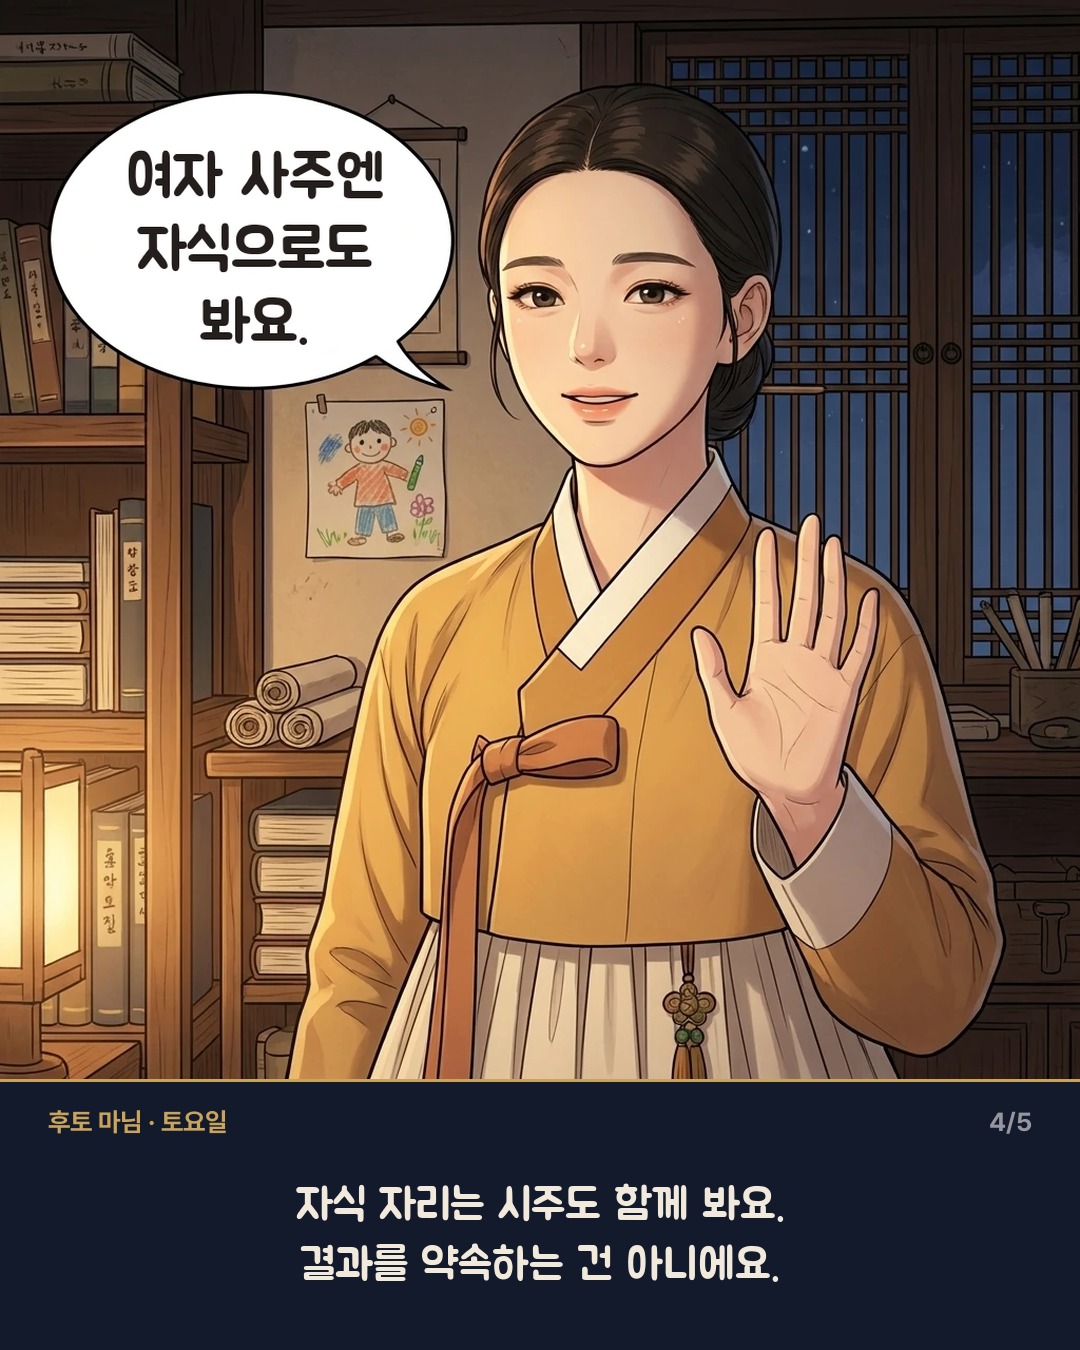 여자 사주엔
자식으로도
봐요.
후토 마님 · 토요일
4/5
자식 자리는 시주도 함께 봐요.
결과를 약속하는 건 아니에요.